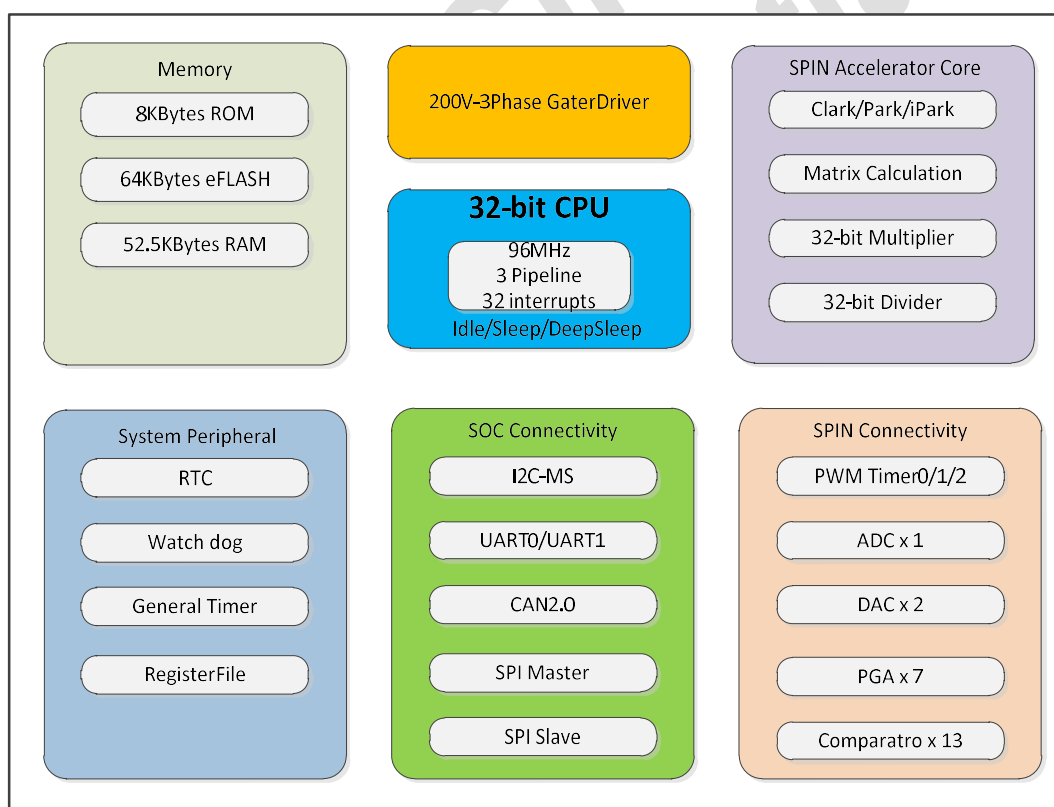 Memory
8KBytes ROM
64KBytes eFLASH
52.5KBytes RAM
200V-3Phase GaterDriver
32-bit CPU
96MHz
3 Pipeline
32 interrupts
Idle/Sleep/DeepSleep
SPIN Accelerator Core
Clark/Park/iPark
Matrix Calculation
32-bit Multiplier
32-bit Divider
System Peripheral
RTC
Watch dog
General Timer
RegisterFile
SOC Connectivity
I2C-MS
UART0/UART1
CAN2.0
SPI Master
SPI Slave
SPIN Connectivity
PWM Timer0/1/2
ADC x 1
DAC x 2
PGA x 7
Comparatro x 13